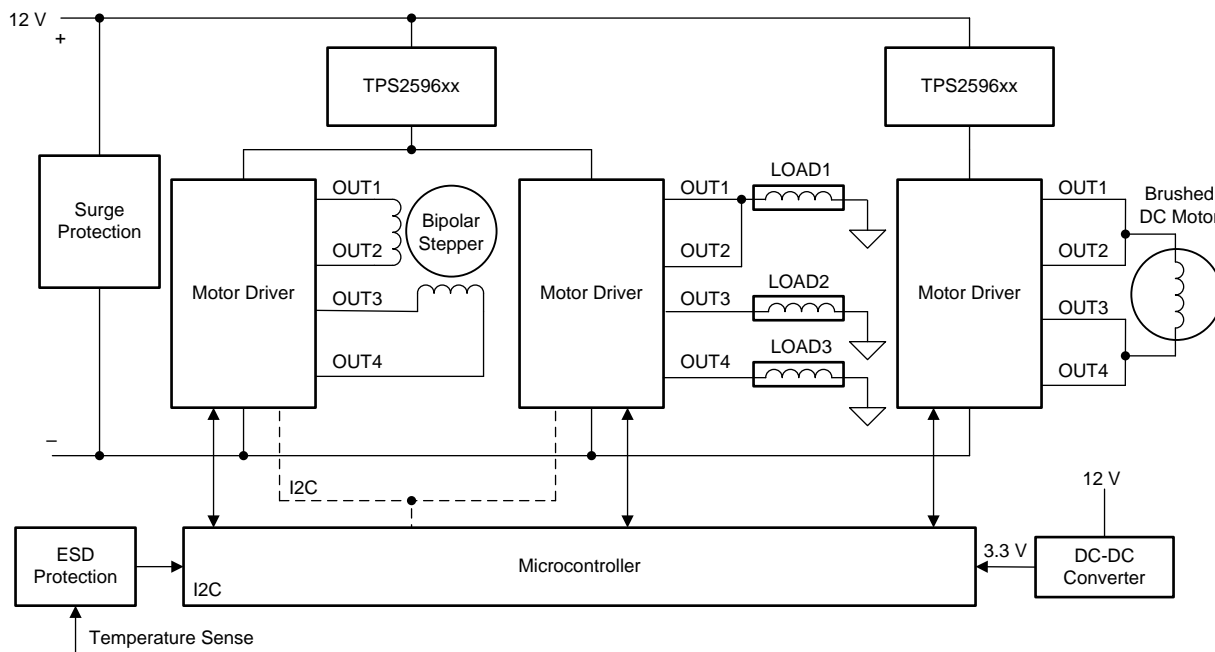 12 V
+
TPS2596xx
TPS2596xx
Surge
Protection
Motor Driver
OUT1
OUT2
OUT3
OUT4
Bipolar
Stepper
Motor Driver
OUT1
OUT2
OUT3
OUT4
LOAD1
LOAD2
LOAD3
Motor Driver
OUT1
OUT2
OUT3
OUT4
Brushed
DC Motor
–
I2C
12 V
ESD
Protection
Microcontroller
I2C
3.3 V
DC-DC
Converter
Temperature Sense